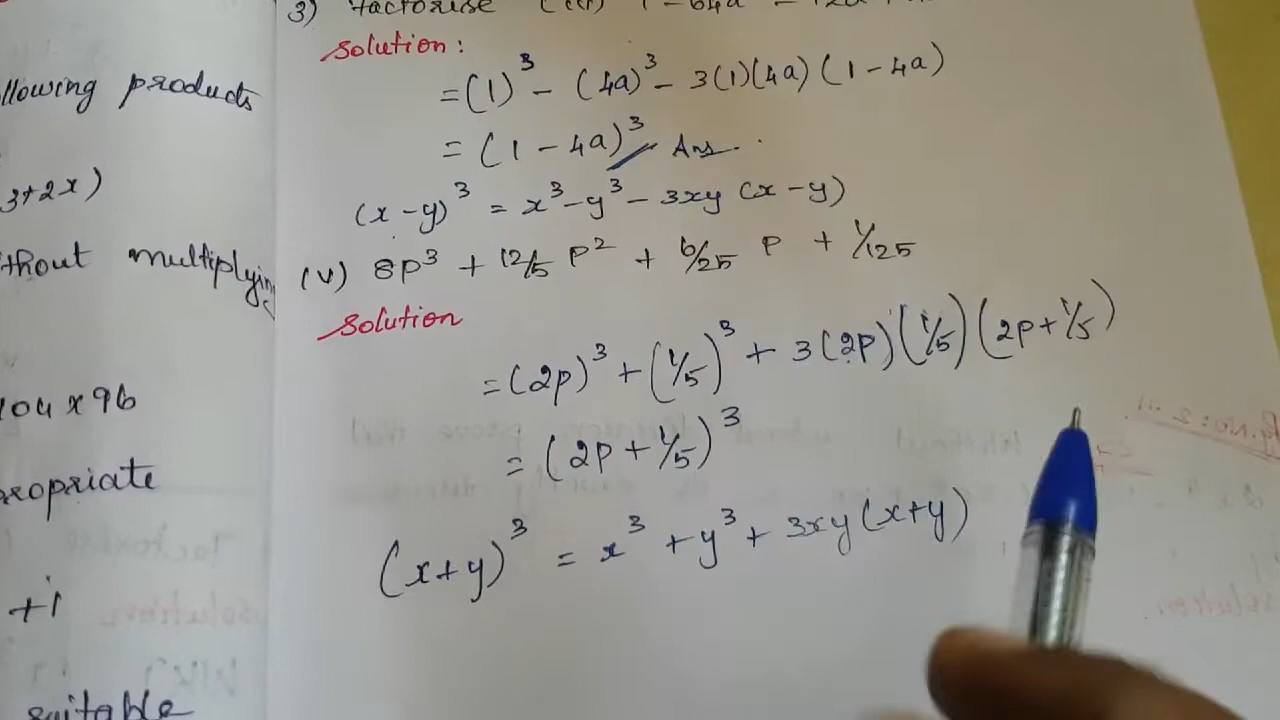 llowing products
3+2x)
thout multiplying
104 x 96
ropriate
+1
suitable
3) factorise
Solution :
= (1)³ - (4a)³ - 3(1)(4a) (1 - 4a)
= (1 - 4a)³ Ans.
(x - y)³ = x³ - y³ - 3xy (x - y)
(v) 8p³ + 12/5 p² + 6/25 p + 1/125
Solution
= (2p)³ + (1/5)³ + 3(2p)(1/5)(2p + 1/5)
= (2p + 1/5)³
(x+y)³ = x³ + y³ + 3xy(x+y)